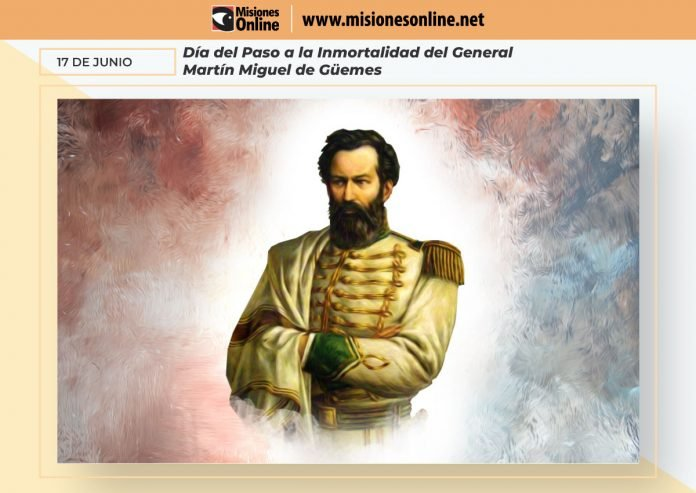 Misiones
Online
www.misionesonline.net
17 DE JUNIO
Día del Paso a la Inmortalidad del General
Martín Miguel de Güemes